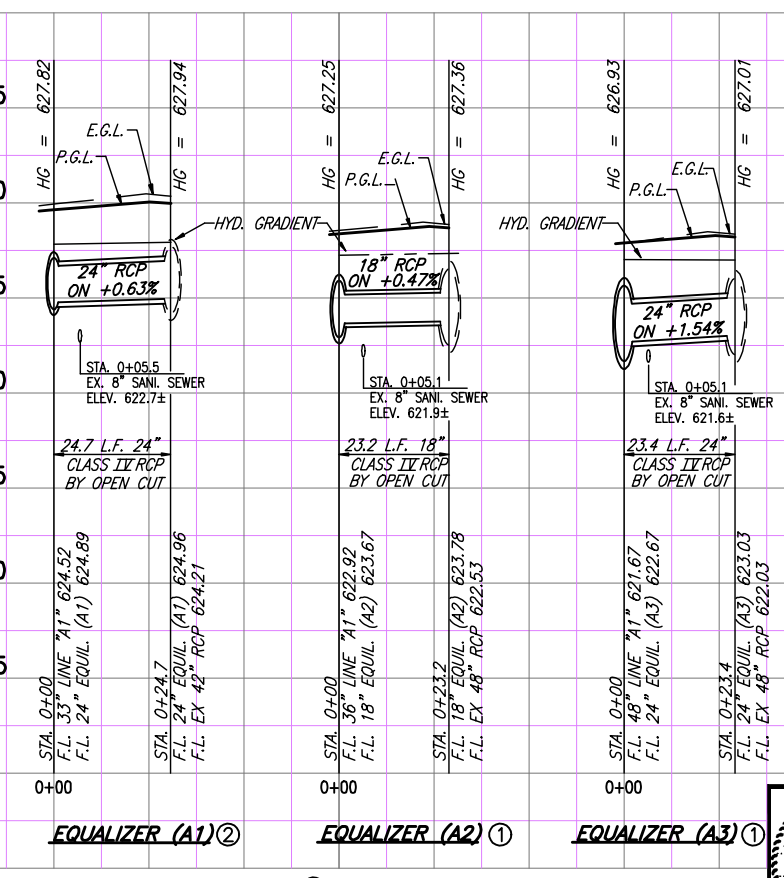 HG = 627.82
HG = 627.94
E.G.L.
P.G.L.
24" RCP
ON +0.63%
STA. 0+05.5
EX. 8" SANI. SEWER
ELEV. 622.7±
24.7 L.F. 24"
CLASS IV RCP
BY OPEN CUT
STA. 0+00
F.L. 33" LINE "A1" 624.52
F.L. 24" EQUIL. (A1) 624.89
STA. 0+24.7
F.L. 24" EQUIL. (A1) 624.96
F.L. EX 42" RCP 624.21
0+00
EQUALIZER (A1) ②
HYD. GRADIENT
HG = 627.25
HG = 627.36
E.G.L.
P.G.L.
18" RCP
ON +0.47%
STA. 0+05.1
EX. 8" SANI. SEWER
ELEV. 621.9±
23.2 L.F. 18"
CLASS IV RCP
BY OPEN CUT
STA. 0+00
F.L. 36" LINE "A1" 622.92
F.L. 18" EQUIL. (A2) 623.67
STA. 0+23.2
F.L. 18" EQUIL. (A2) 623.78
F.L. EX 48" RCP 622.53
0+00
EQUALIZER (A2) ①
HYD. GRADIENT
HG = 626.93
HG = 627.01
E.G.L.
P.G.L.
24" RCP
ON +1.54%
STA. 0+05.1
EX. 8" SANI. SEWER
ELEV. 621.6±
23.4 L.F. 24"
CLASS IV RCP
BY OPEN CUT
STA. 0+00
F.L. 48" LINE "A1" 621.67
F.L. 24" EQUIL. (A3) 622.67
STA. 0+23.4
F.L. 24" EQUIL. (A3) 623.03
F.L. EX 48" RCP 622.03
0+00
EQUALIZER (A3) ①